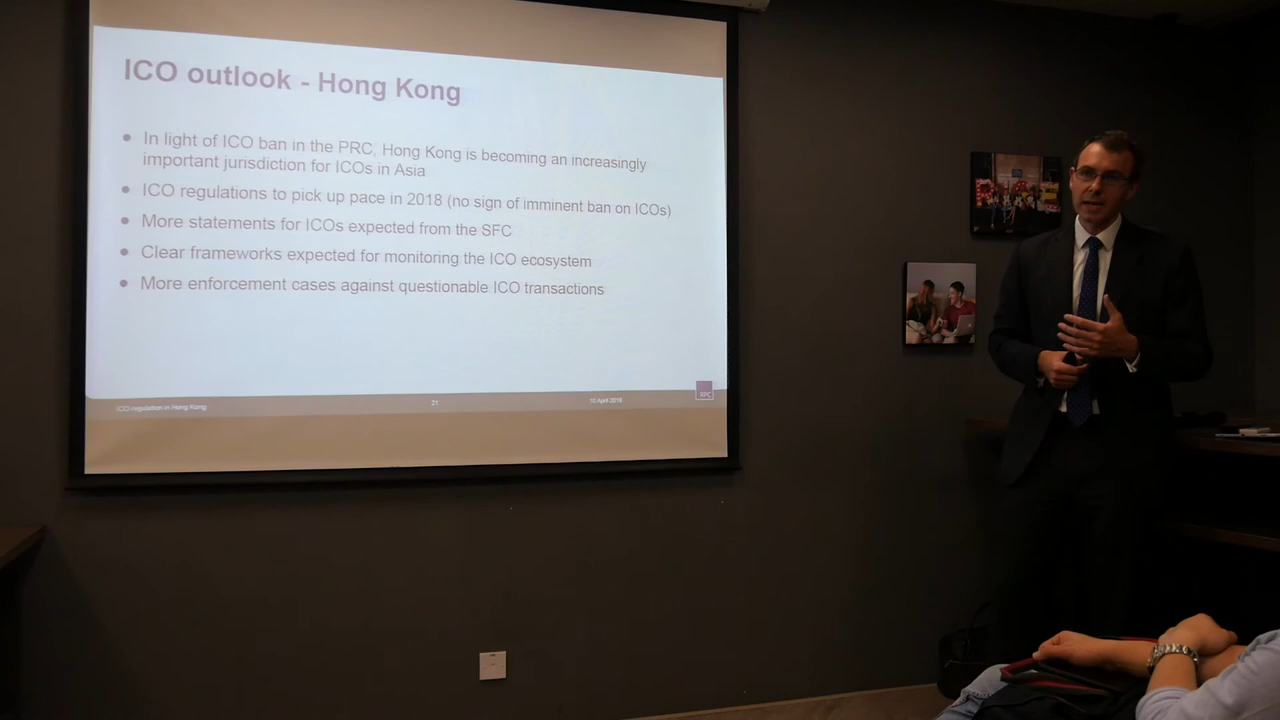 ICO outlook - Hong Kong
In light of ICO ban in the PRC, Hong Kong is becoming an increasingly
important jurisdiction for ICOs in Asia
ICO regulations to pick up pace in 2018 (no sign of imminent ban on ICOs)
More statements for ICOs expected from the SFC
Clear frameworks expected for monitoring the ICO ecosystem
More enforcement cases against questionable ICO transactions
ICO regulation in Hong Kong
21
10 April 2018
RPC